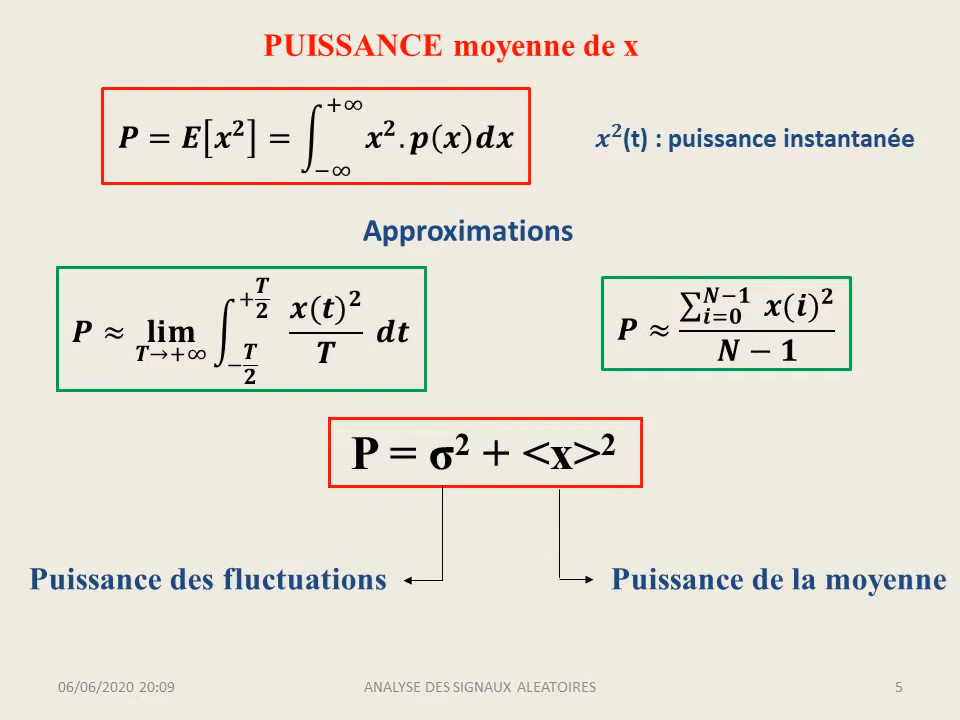 PUISSANCE moyenne de x
P = E[x²] = ∫_{−∞}^{+∞} x².p(x)dx
x²(t) : puissance instantanée
Approximations
P ≈ lim_{T→+∞} ∫_{−T/2}^{+T/2} x(t)²/T dt
P ≈ ∑_{i=0}^{N−1} x(i)² / N − 1
P = σ² + <x>²
Puissance des fluctuations
Puissance de la moyenne
06/06/2020 20:09
ANALYSE DES SIGNAUX ALEATOIRES
5